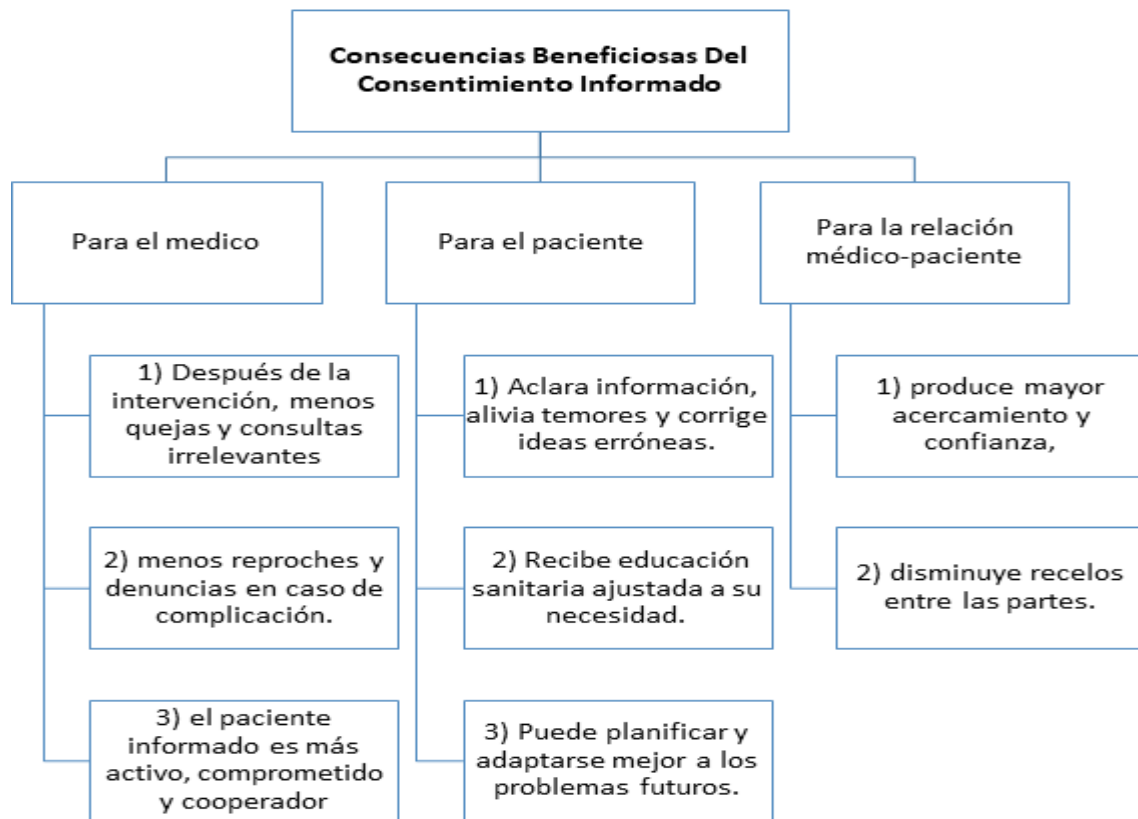 Consecuencias Beneficiosas Del
Consentimiento Informado
Para el medico
Para el paciente
Para la relación
médico-paciente
1) Después de la
intervención, menos
quejas y consultas
irrelevantes
2) menos reproches y
denuncias en caso de
complicación.
3) el paciente
informado es más
activo, comprometido
y cooperador
1) Aclara información,
alivia temores y corrige
ideas erróneas.
2) Recibe educación
sanitaria ajustada a su
necesidad.
3) Puede planificar y
adaptarse mejor a los
problemas futuros.
1) produce mayor
acercamiento y
confianza,
2) disminuye recelos
entre las partes.